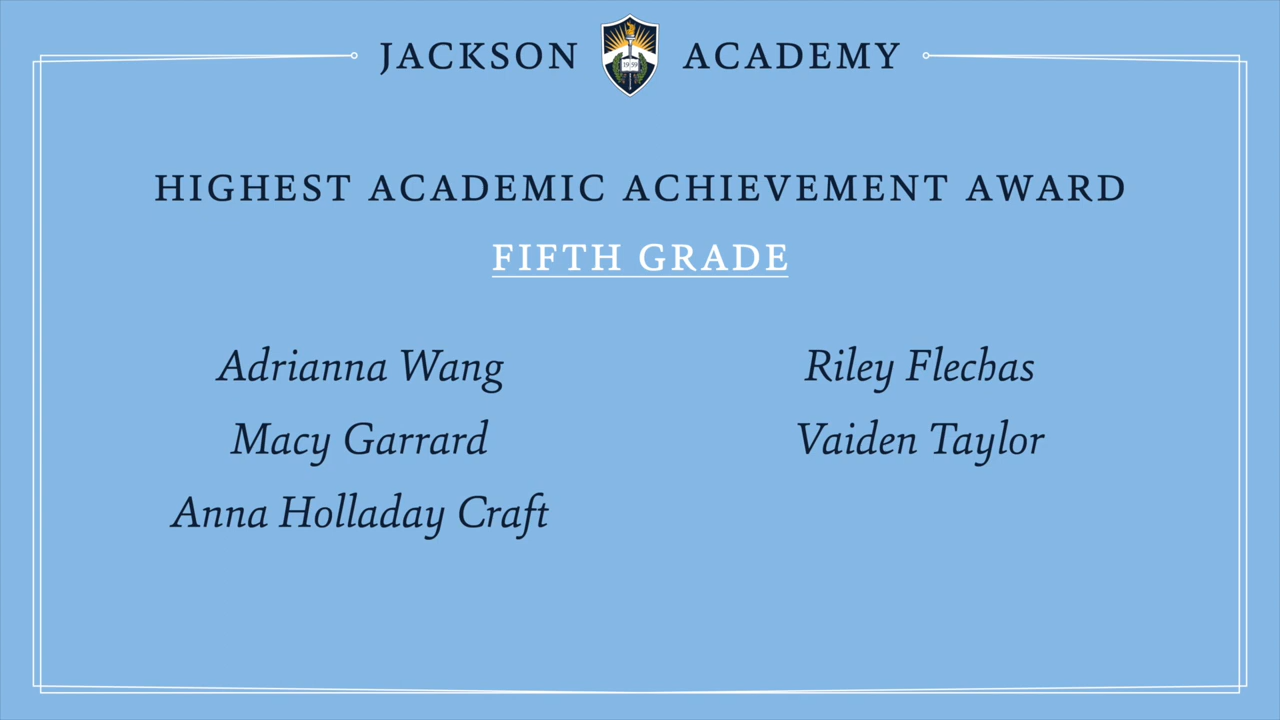 JACKSON ACADEMY
1959
HIGHEST ACADEMIC ACHIEVEMENT AWARD
FIFTH GRADE
Adrianna Wang
Macy Garrard
Anna Holladay Craft
Riley Flechas
Vaiden Taylor